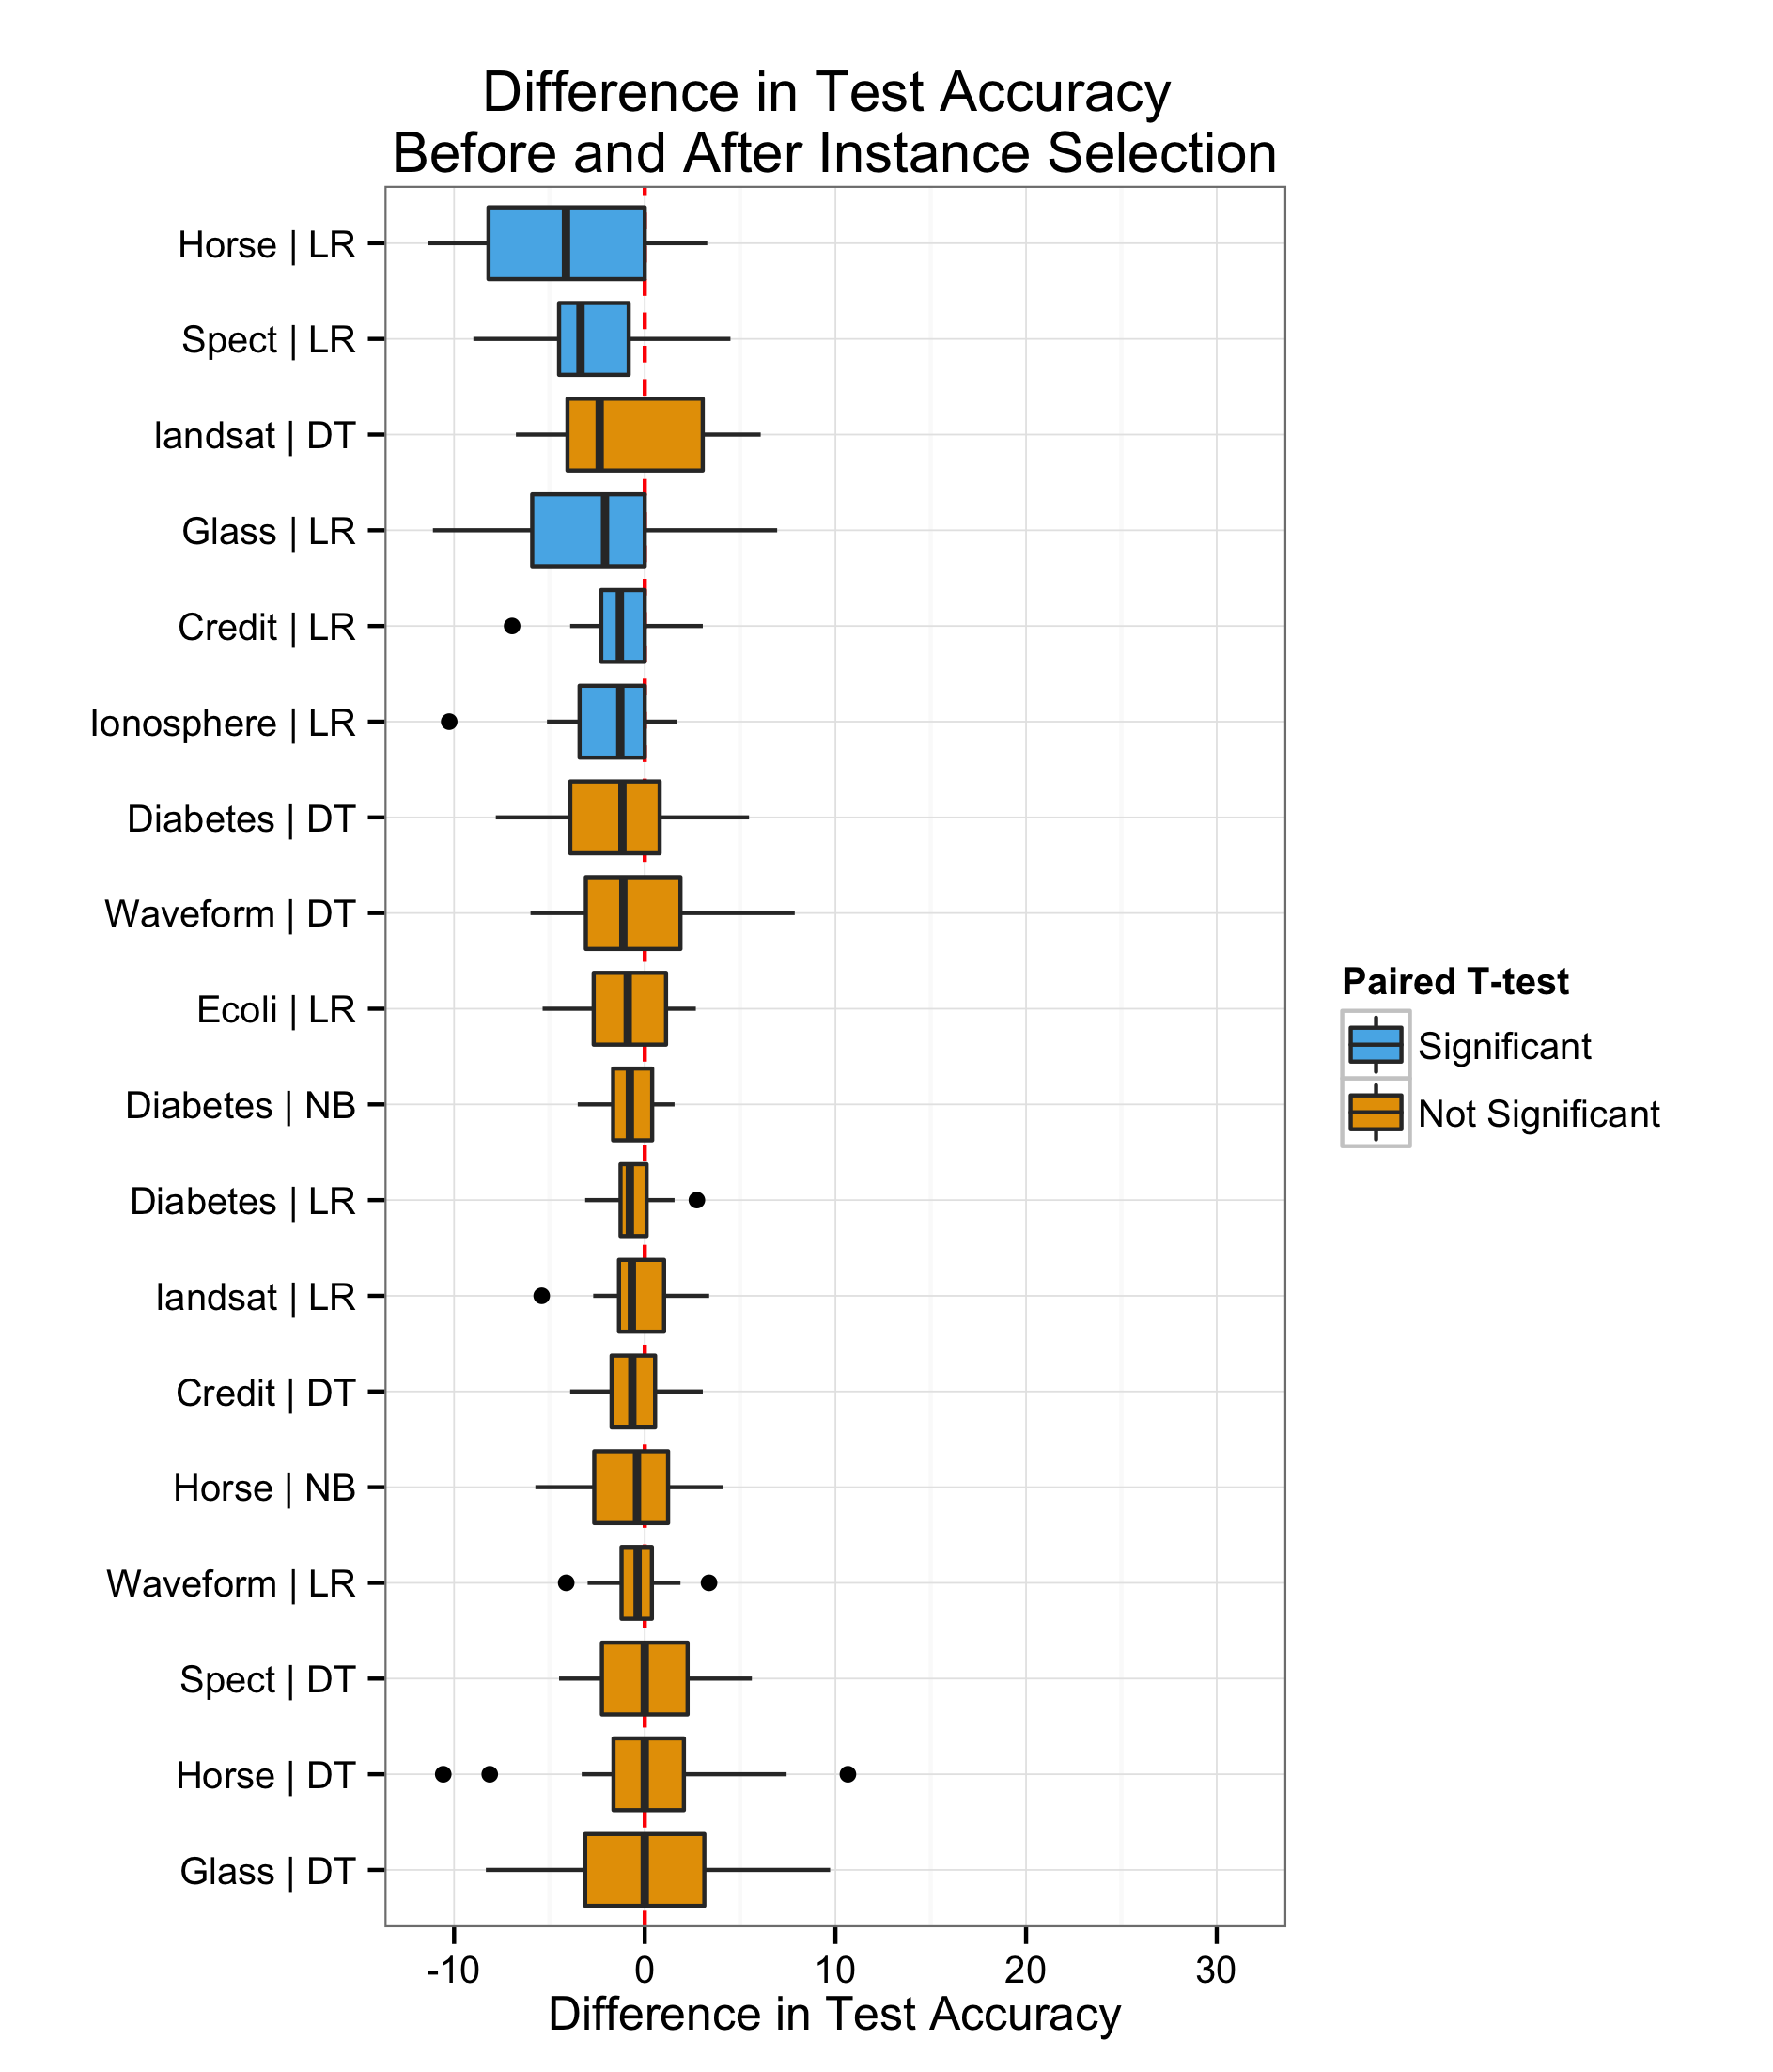 Difference in Test Accuracy
Before and After Instance Selection
Horse | LR
Spect | LR
landsat | DT
Glass | LR
Credit | LR
Ionosphere | LR
Diabetes | DT
Waveform | DT
Ecoli | LR
Diabetes | NB
Diabetes | LR
landsat | LR
Credit | DT
Horse | NB
Waveform | LR
Spect | DT
Horse | DT
Glass | DT
-10 0 10 20 30
Difference in Test Accuracy
Paired T-test
Significant
Not Significant